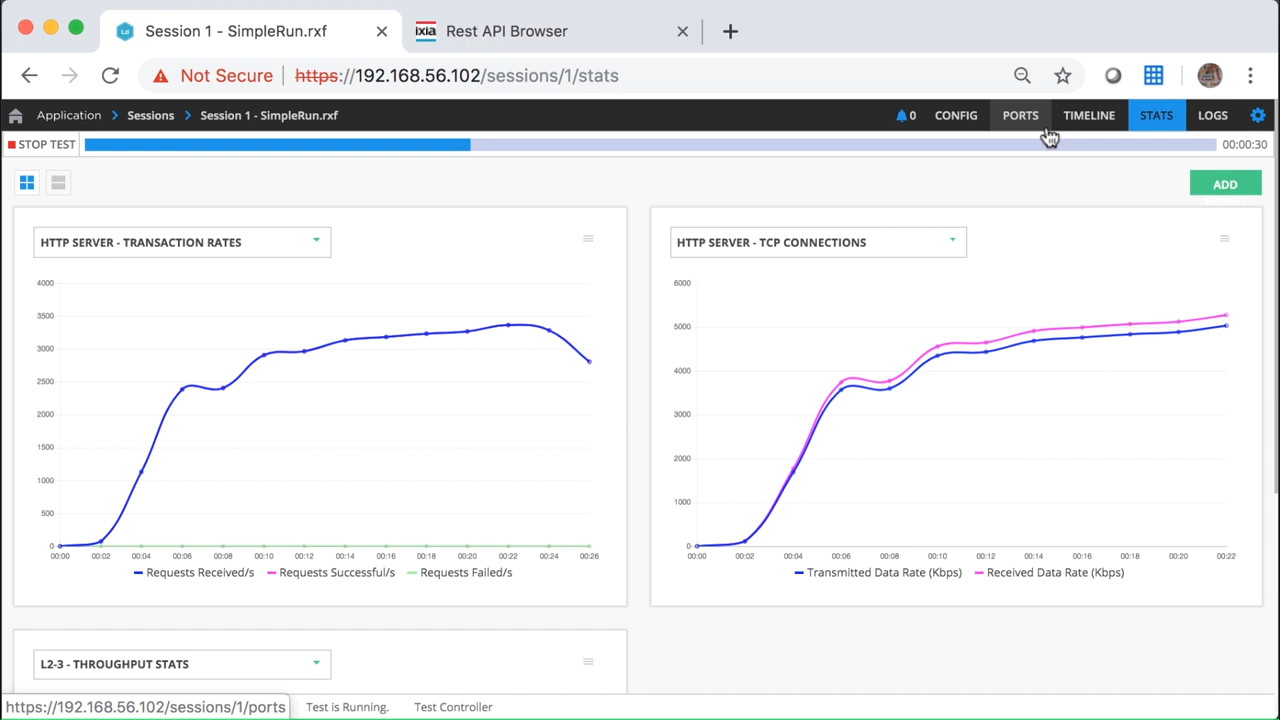 Session 1 - SimpleRun.rxf
ixia Rest API Browser
Not Secure https://192.168.56.102/sessions/1/stats
Application Sessions Session 1 - SimpleRun.rxf 0 CONFIG PORTS TIMELINE STATS LOGS
STOP TEST 00:00:30
ADD
HTTP SERVER - TRANSACTION RATES
4000
3500
3000
2500
2000
1500
1000
500
0
00:00 00:02 00:04 00:06 00:08 00:10 00:12 00:14 00:16 00:18 00:20 00:22 00:24 00:26
Requests Received/s Requests Successful/s Requests Failed/s
HTTP SERVER - TCP CONNECTIONS
6000
5000
4000
3000
2000
1000
0
00:00 00:02 00:04 00:06 00:08 00:10 00:12 00:14 00:16 00:18 00:20 00:22
Transmitted Data Rate (Kbps) Received Data Rate (Kbps)
L2-3 - THROUGHPUT STATS
https://192.168.56.102/sessions/1/ports Test is Running. Test Controller